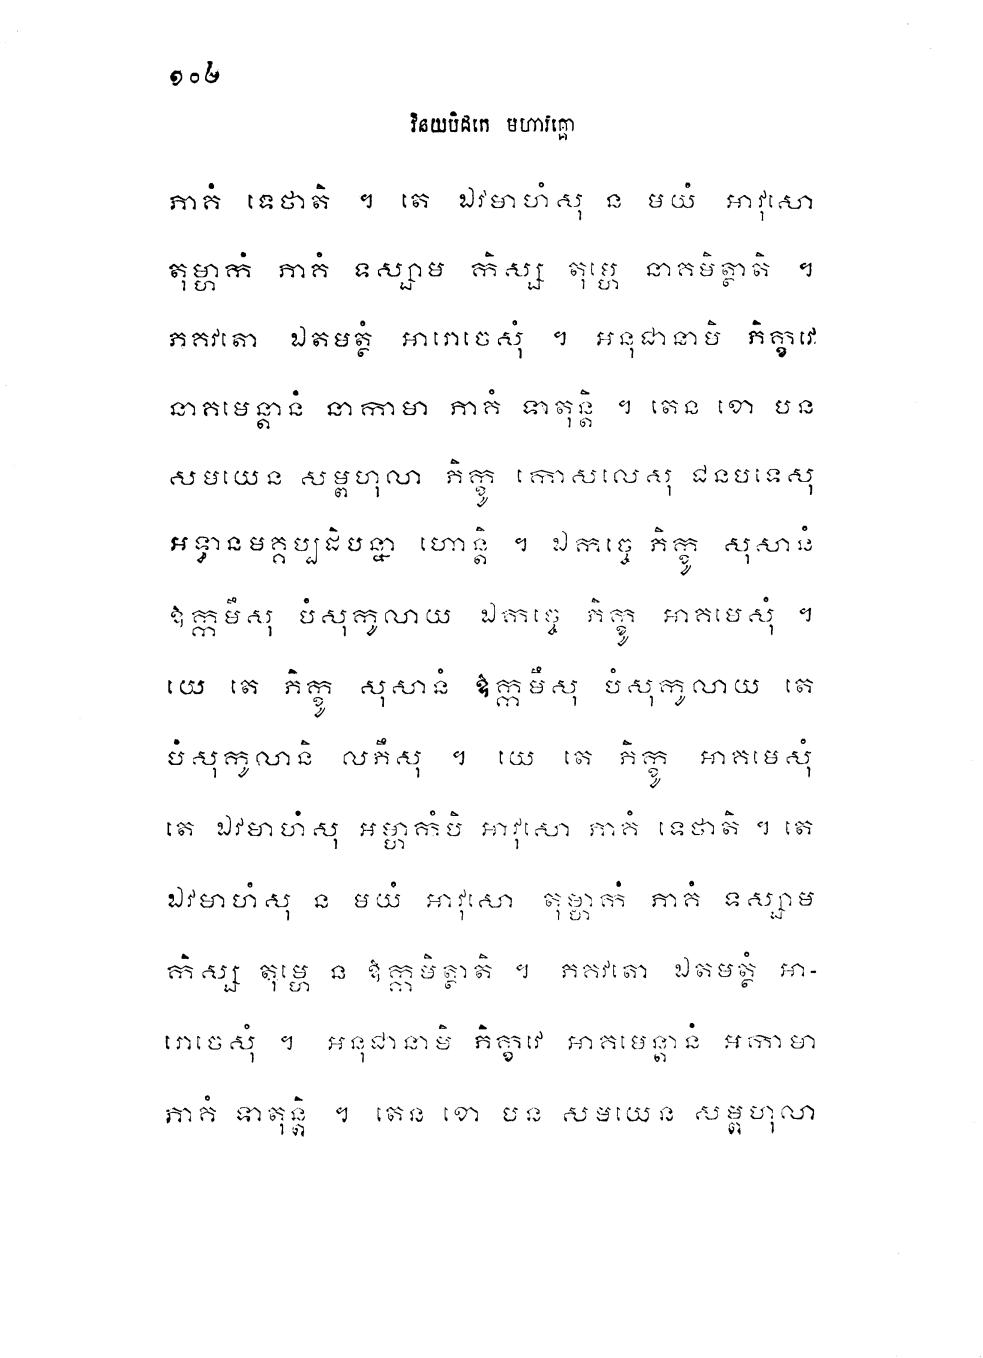 ១០៤
វិនយបិដកេ មហាវគ្គោ
ភាគំ ទេថាតិ ។ តេ ឯវមាហំសុ ន មយំ អាវុសោ
តុម្ហាកំ ភាគំ ទស្សាម កិស្ស តុម្ហេ នាគមិត្ថាតិ ។
ភគវតោ ឯតមត្ថំ អារោចេសុំ ។ អនុជានាមិ ភិក្ខវេ
នាគមេន្តានំ នាកាមា ភាគំ ទាតុន្តិ ។ តេន ខោ បន
សមយេន សម្ពហុលា ភិក្ខូ កោសលេសុ ជនបទេសុ
អទ្ធានមគ្គប្បដិបន្នា ហោន្តិ ។ ឯកច្ចេ ភិក្ខូ សុសានំ
ឱក្កមឹសុ បំសុកូលាយ ឯកច្ចេ ភិក្ខូ អាគមេសុំ ។
យេ តេ ភិក្ខូ សុសានំ ឱក្កមឹសុ បំសុកូលាយ តេ
បំសុកូលានិ លភឹសុ ។ យេ តេ ភិក្ខូ អាគមេសុំ
តេ ឯវមាហំសុ អម្ហាកំបិ អាវុសោ ភាគំ ទេថាតិ ។ តេ
ឯវមាហំសុ ន មយំ អាវុសោ តុម្ហាកំ ភាគំ ទស្សាម
កិស្ស តុម្ហេ ន ឱក្កមិត្ថាតិ ។ ភគវតោ ឯតមត្ថំ អា-
រោចេសុំ ។ អនុជានាមិ ភិក្ខវេ អាគមេន្តានំ អកាមា
ភាគំ ទាតុន្តិ ។ តេន ខោ បន សមយេន សម្ពហុលា